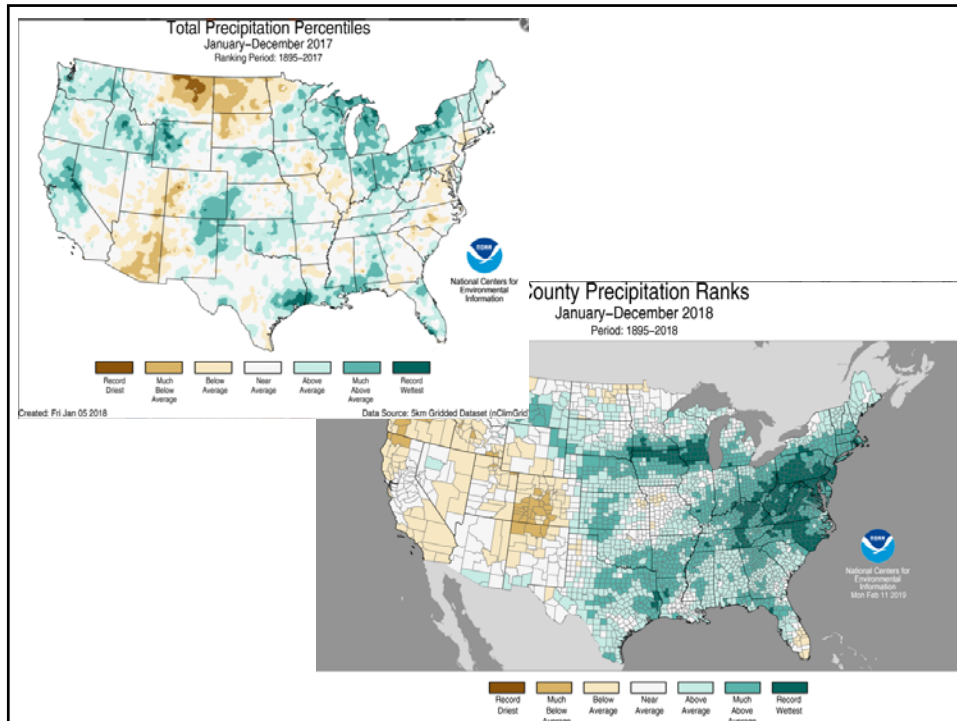 Total Precipitation Percentiles
January–December 2017
Ranking Period: 1895–2017
NOAA
National Centers for
Environmental
Information
Record
Driest
Much
Below
Average
Below
Average
Near
Average
Above
Average
Much
Above
Average
Record
Wettest
Created: Fri Jan 05 2018
Data Source: 5km Gridded Dataset (nClimGrid
County Precipitation Ranks
January–December 2018
Period: 1895–2018
National Centers for
Environmental
Information
Mon Feb 11 2019
Record
Driest
Much
Below
Average
Below
Average
Near
Average
Above
Average
Much
Above
Average
Record
Wettest